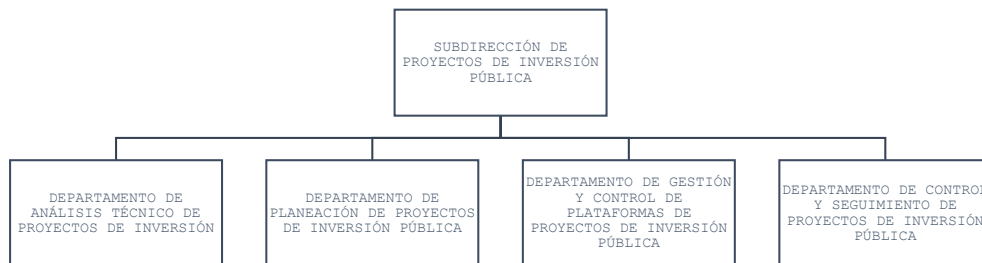 SUBDIRECCIÓN DE
PROYECTOS DE INVERSIÓN
PÚBLICA
DEPARTAMENTO DE
ANÁLISIS TÉCNICO DE
PROYECTOS DE INVERSIÓN
DEPARTAMENTO DE
PLANEACIÓN DE PROYECTOS
DE INVERSIÓN PÚBLICA
DEPARTAMENTO DE GESTIÓN
Y CONTROL DE
PLATAFORMAS DE
PROYECTOS DE INVERSIÓN
PÚBLICA
DEPARTAMENTO DE CONTROL
Y SEGUIMIENTO DE
PROYECTOS DE INVERSIÓN
PÚBLICA